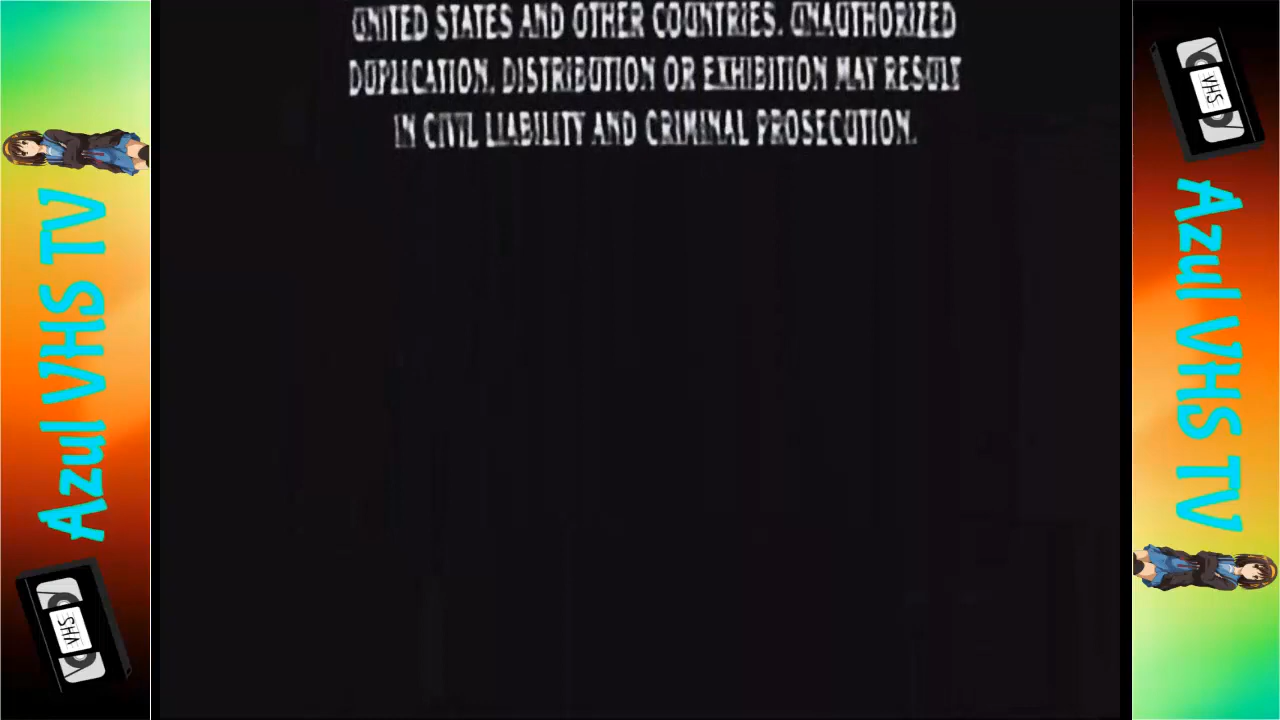 UNITED STATES AND OTHER COUNTRIES. UNAUTHORIZED
DUPLICATION, DISTRIBUTION OR EXHIBITION MAY RESULT
IN CIVIL LIABILITY AND CRIMINAL PROSECUTION.
Azul VHS TV
VHS
VHS
Azul VHS TV